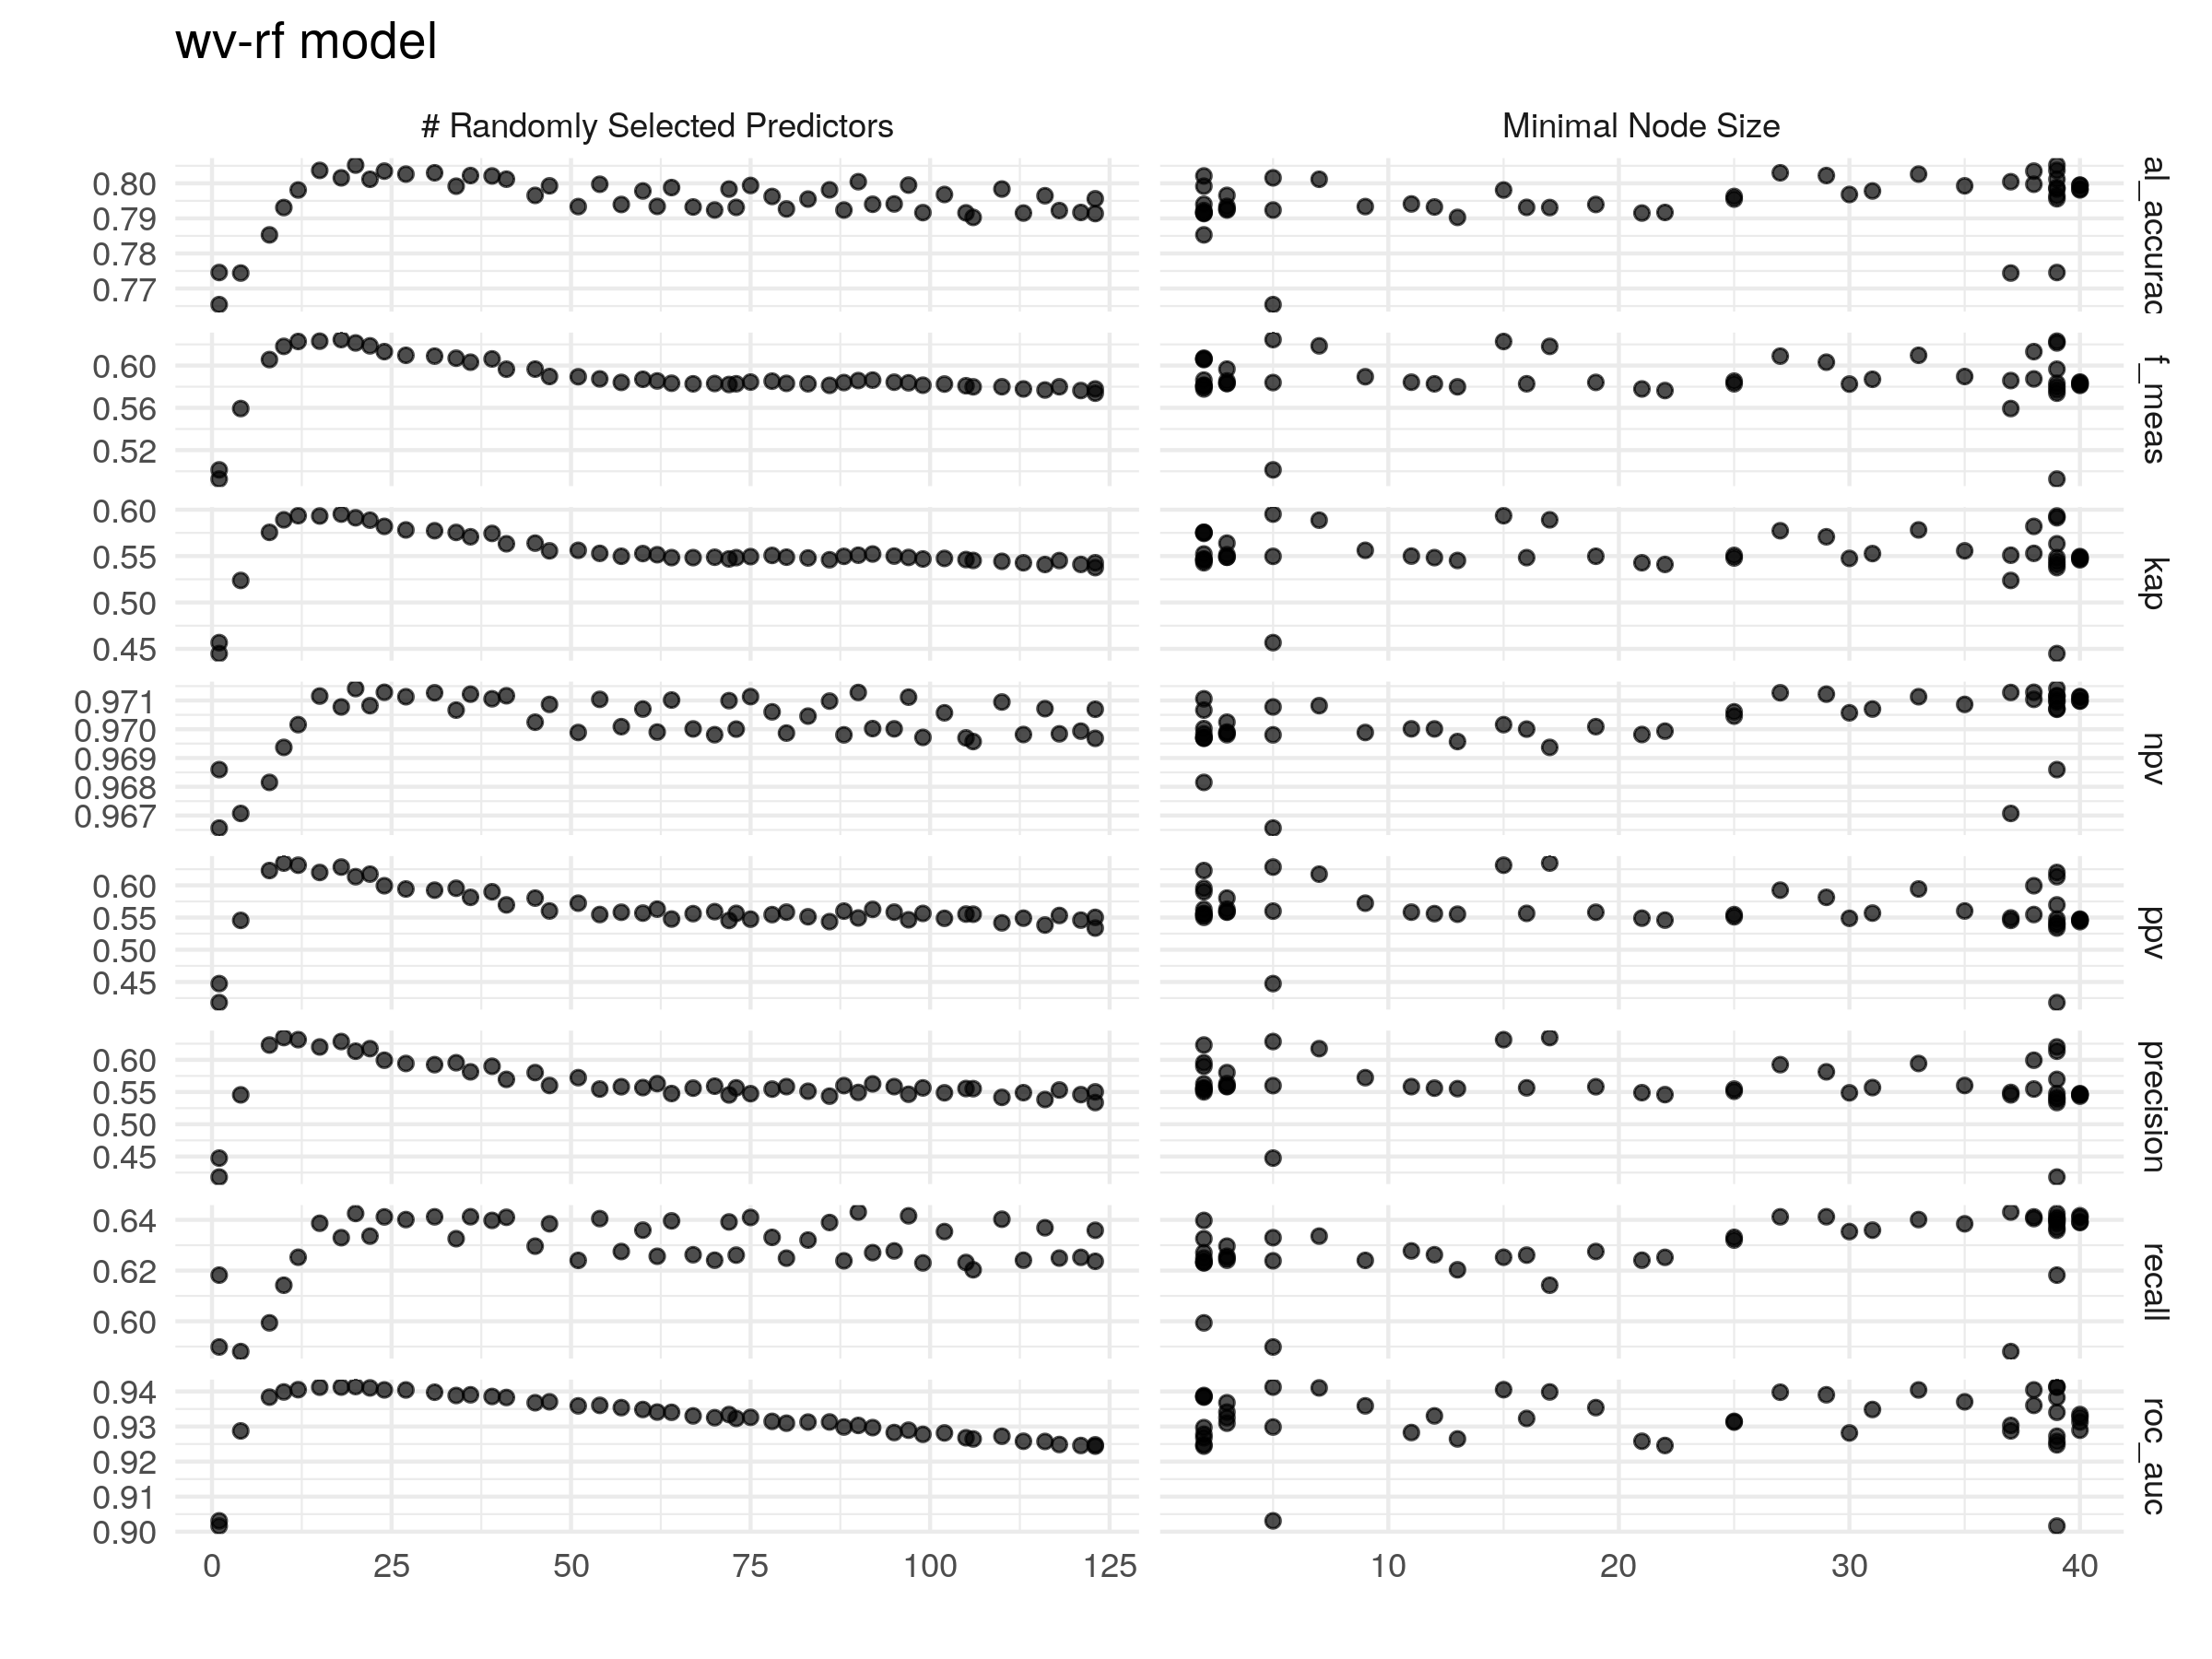 wv-rf model
# Randomly Selected Predictors
Minimal Node Size
0.80
0.79
0.78
0.77
al_accurac
0.60
0.56
0.52
f_meas
0.60
0.55
0.50
0.45
kap
0.971
0.970
0.969
0.968
0.967
npv
0.60
0.55
0.50
0.45
ppv
0.60
0.55
0.50
0.45
precision
0.64
0.62
0.60
recall
0.94
0.93
0.92
0.91
0.90
roc_auc
0 25 50 75 100 125
10 20 30 40